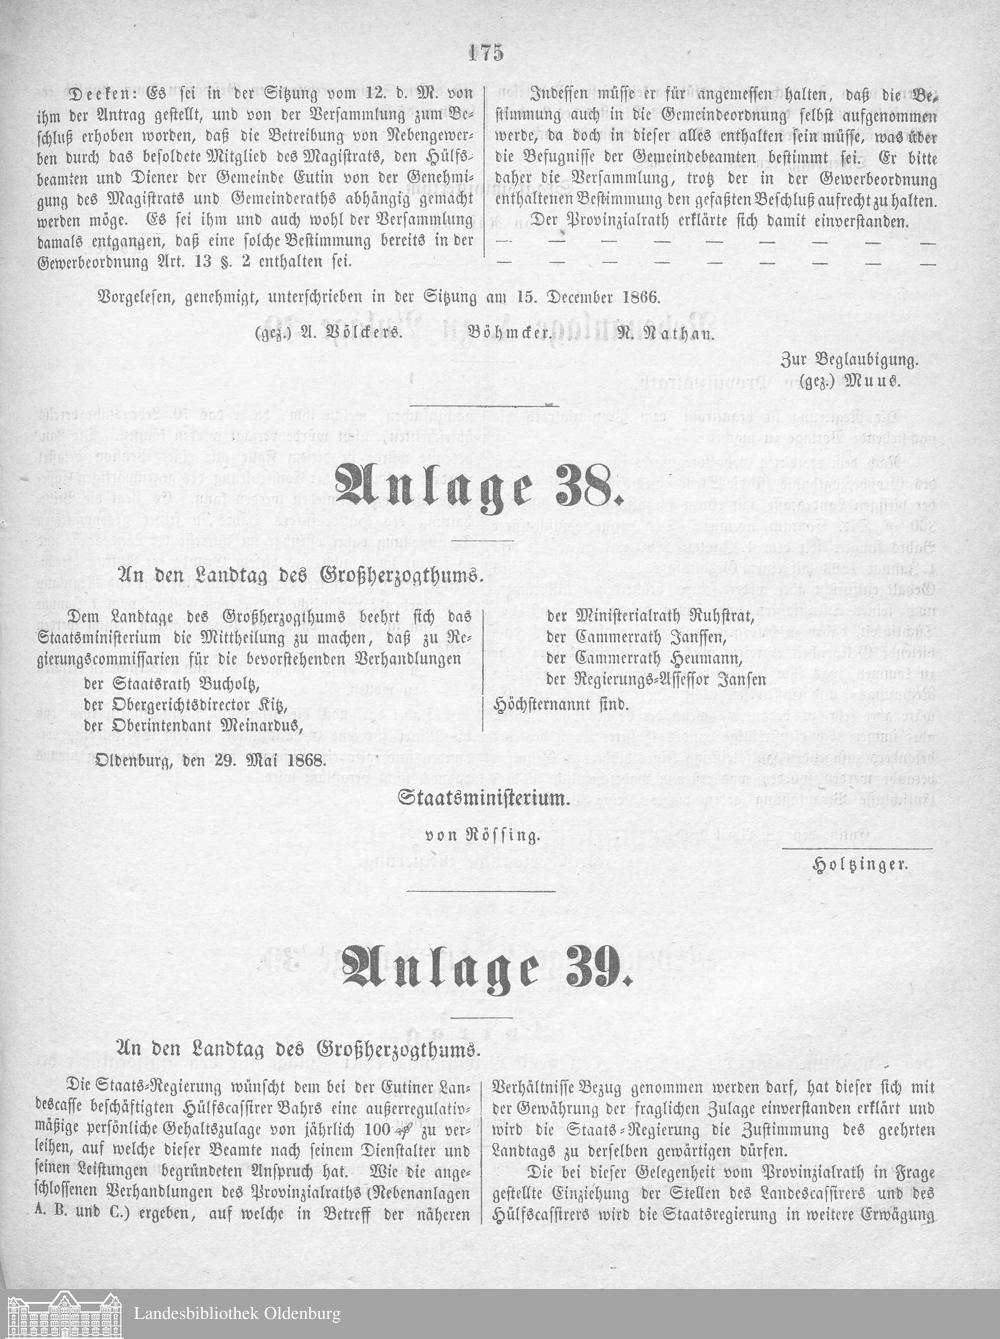 175
Decken: Es sei in der Sitzung vom 12. d. M. von
ihm der Antrag gestellt, und von der Versammlung zum Be-
schluß erhoben worden, daß die Betreibung von Nebengewer-
ben durch das besoldete Mitglied des Magistrats, den Hülfs-
beamten und Diener der Gemeinde Eutin von der Genehmi-
gung des Magistrats und Gemeinderaths abhängig gemacht
werden möge. Es sei ihm und auch wohl der Versammlung
damals entgangen, daß eine solche Bestimmung bereits in der
Gewerbeordnung Art. 13 §. 2 enthalten sei.
Indessen müsse er für angemessen halten, daß die Be-
stimmung auch in die Gemeindeordnung selbst aufgenommen
werde, da doch in dieser alles enthalten sein müsse, was über
die Befugnisse der Gemeindebeamten bestimmt sei. Er bitte
daher die Versammlung, trotz der in der Gewerbeordnung
enthaltenen Bestimmung den gefaßten Beschluß aufrecht zu halten.
Der Provinzialrath erklärte sich damit einverstanden.
— — — — — — — —
— — — — — — — —
Vorgelesen, genehmigt, unterschrieben in der Sitzung am 15. December 1866.
(gez.) A. Völckers. Böhmcker. R. Nathan.
Zur Beglaubigung.
(gez.) Muus.
Anlage 38.
An den Landtag des Großherzogthums.
Dem Landtage des Großherzogthums beehrt sich das
Staatsministerium die Mittheilung zu machen, daß zu Re-
gierungscommissarien für die bevorstehenden Verhandlungen
der Staatsrath Bucholtz,
der Obergerichtsdirector Kitz,
der Oberintendant Meinardus,
der Ministerialrath Ruhstrat,
der Cammerrath Janssen,
der Cammerrath Heumann,
der Regierungs-Assessor Jansen
Höchsternannt sind.
Oldenburg, den 29. Mai 1868.
Staatsministerium.
von Rössing.
Holtzinger.
Anlage 39.
An den Landtag des Großherzogthums.
Die Staats-Regierung wünscht dem bei der Eutiner Lan-
descasse beschäftigten Hülfscassirer Bahrs eine außerregulativ-
mäßige persönliche Gehaltszulage von jährlich 100 ₰ zu ver-
leihen, auf welche dieser Beamte nach seinem Dienstalter und
seinen Leistungen begründeten Anspruch hat. Wie die ange-
schlossenen Verhandlungen des Provinzialraths (Nebenanlagen
A. B. und C.) ergeben, auf welche in Betreff der näheren
Verhältnisse Bezug genommen werden darf, hat dieser sich mit
der Gewährung der fraglichen Zulage einverstanden erklärt und
wird die Staats-Regierung die Zustimmung des geehrten
Landtags zu derselben gewärtigen dürfen.
Die bei dieser Gelegenheit vom Provinzialrath in Frage
gestellte Einziehung der Stellen des Landescassirers und des
Hülfscassirers wird die Staatsregierung in weitere Erwägung
Landesbibliothek Oldenburg